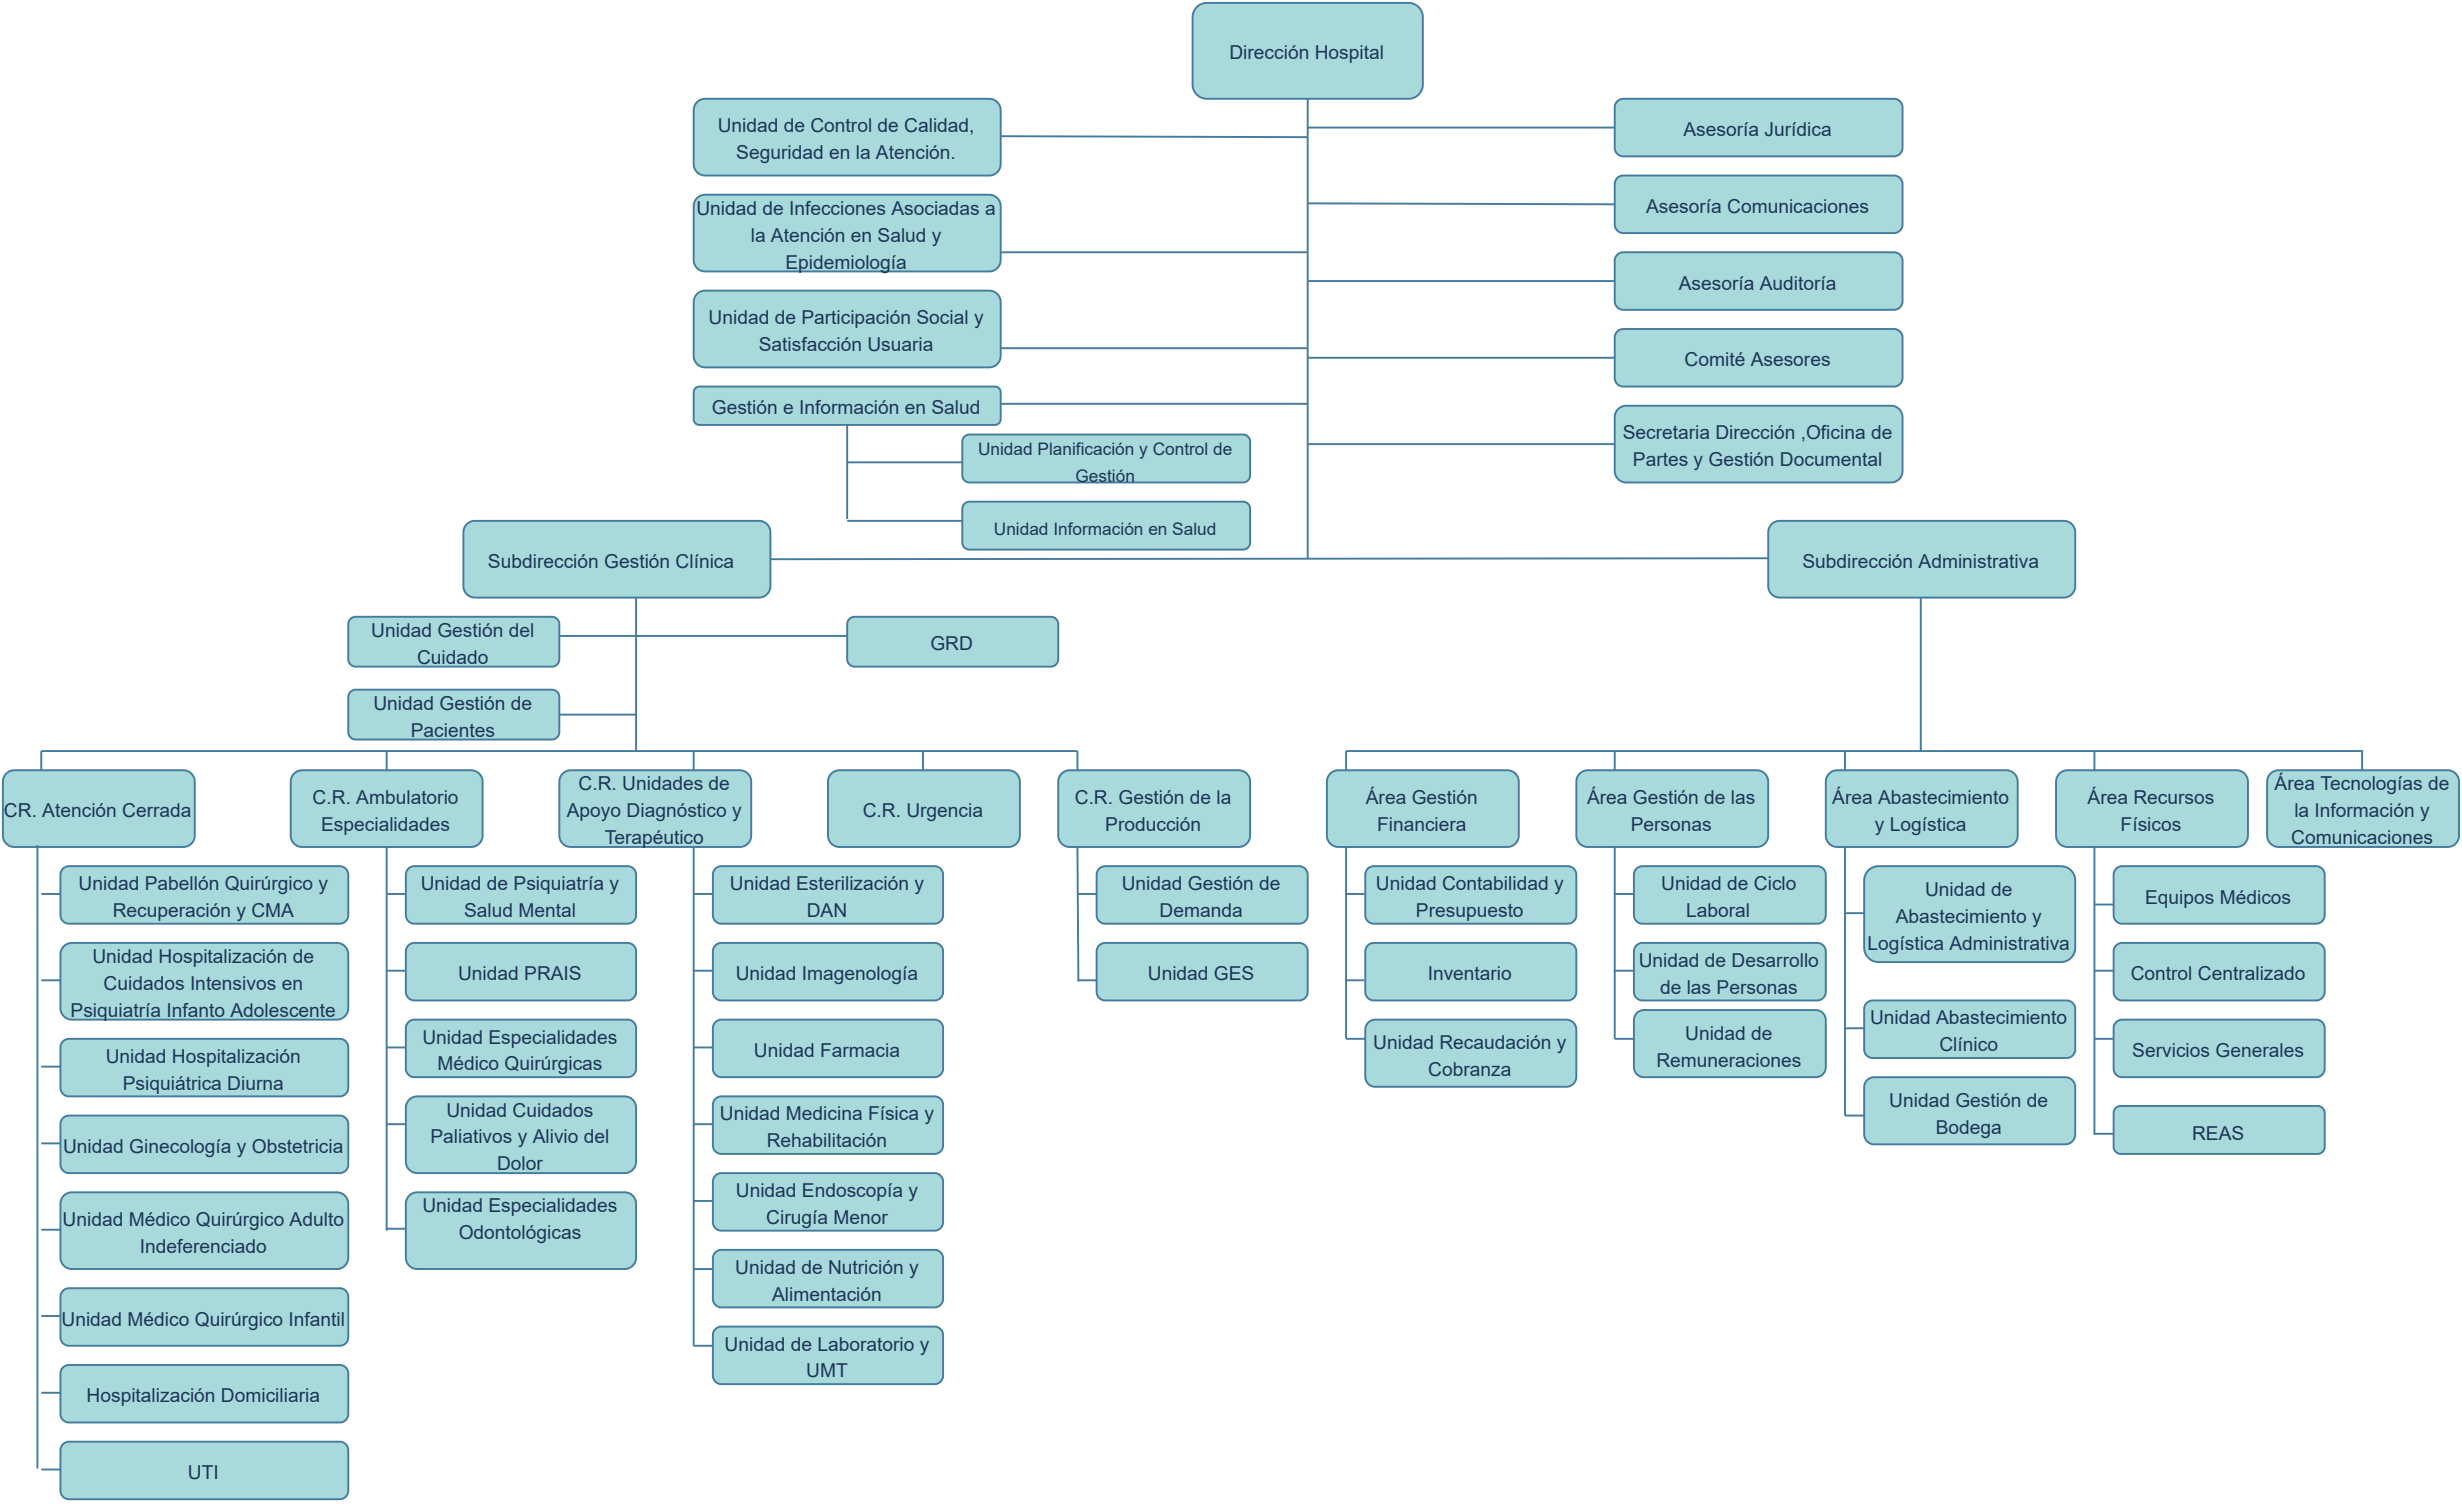 Dirección Hospital
Unidad de Control de Calidad,
Seguridad en la Atención.
Unidad de Infecciones Asociadas a
la Atención en Salud y
Epidemiología
Unidad de Participación Social y
Satisfacción Usuaria
Gestión e Información en Salud
Unidad Planificación y Control de
Gestión
Unidad Información en Salud
Asesoría Jurídica
Asesoría Comunicaciones
Asesoría Auditoría
Comité Asesores
Secretaria Dirección ,Oficina de
Partes y Gestión Documental
Subdirección Gestión Clínica
Subdirección Administrativa
Unidad Gestión del
Cuidado
GRD
Unidad Gestión de
Pacientes
CR. Atención Cerrada
Unidad Pabellón Quirúrgico y
Recuperación y CMA
Unidad Hospitalización de
Cuidados Intensivos en
Psiquiatría Infanto Adolescente
Unidad Hospitalización
Psiquiátrica Diurna
Unidad Ginecología y Obstetricia
Unidad Médico Quirúrgico Adulto
Indeferenciado
Unidad Médico Quirúrgico Infantil
Hospitalización Domiciliaria
UTI
C.R. Ambulatorio
Especialidades
Unidad de Psiquiatría y
Salud Mental
Unidad PRAIS
Unidad Especialidades
Médico Quirúrgicas
Unidad Cuidados
Paliativos y Alivio del
Dolor
Unidad Especialidades
Odontológicas
C.R. Unidades de
Apoyo Diagnóstico y
Terapéutico
Unidad Esterilización y
DAN
Unidad Imagenología
Unidad Farmacia
Unidad Medicina Física y
Rehabilitación
Unidad Endoscopía y
Cirugía Menor
Unidad de Nutrición y
Alimentación
Unidad de Laboratorio y
UMT
C.R. Urgencia
C.R. Gestión de la
Producción
Unidad Gestión de
Demanda
Unidad GES
Área Gestión
Financiera
Unidad Contabilidad y
Presupuesto
Inventario
Unidad Recaudación y
Cobranza
Área Gestión de las
Personas
Unidad de Ciclo
Laboral
Unidad de Desarrollo
de las Personas
Unidad de
Remuneraciones
Área Abastecimiento
y Logística
Unidad de
Abastecimiento y
Logística Administrativa
Unidad Abastecimiento
Clínico
Unidad Gestión de
Bodega
Área Recursos
Físicos
Equipos Médicos
Control Centralizado
Servicios Generales
REAS
Área Tecnologías de
la Información y
Comunicaciones